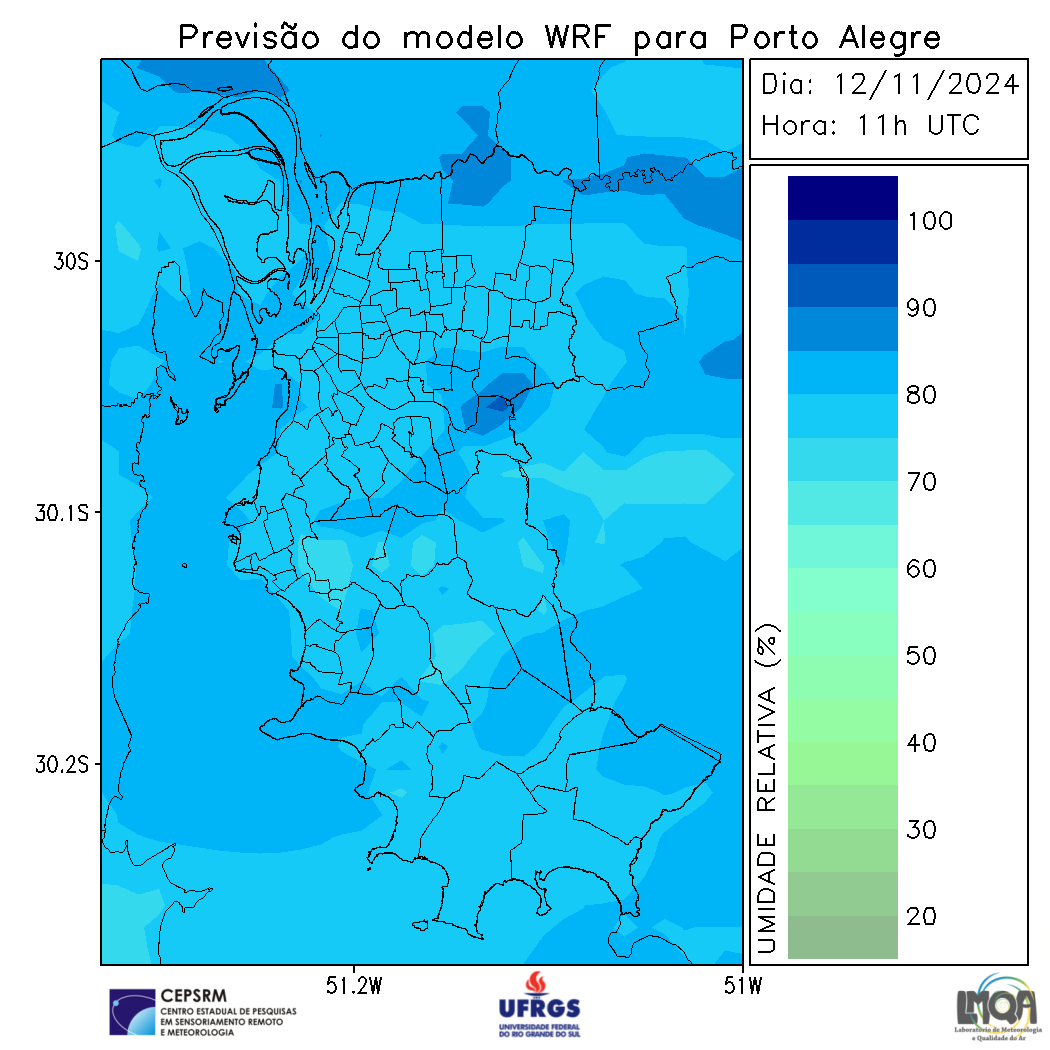 Previsão do modelo WRF para Porto Alegre
Dia: 12/11/2024
Hora: 11h UTC
30S
30.1S
30.2S
51.2W
51W
100
90
80
70
60
50
40
30
20
UMIDADE RELATIVA (%)
CEPSRM
CENTRO ESTADUAL DE PESQUISAS
EM SENSORIAMENTO REMOTO
E METEOROLOGIA
UFRGS
UNIVERSIDADE FEDERAL
DO RIO GRANDE DO SUL
LMQA
Laboratório de Meteorologia
e Qualidade do Ar